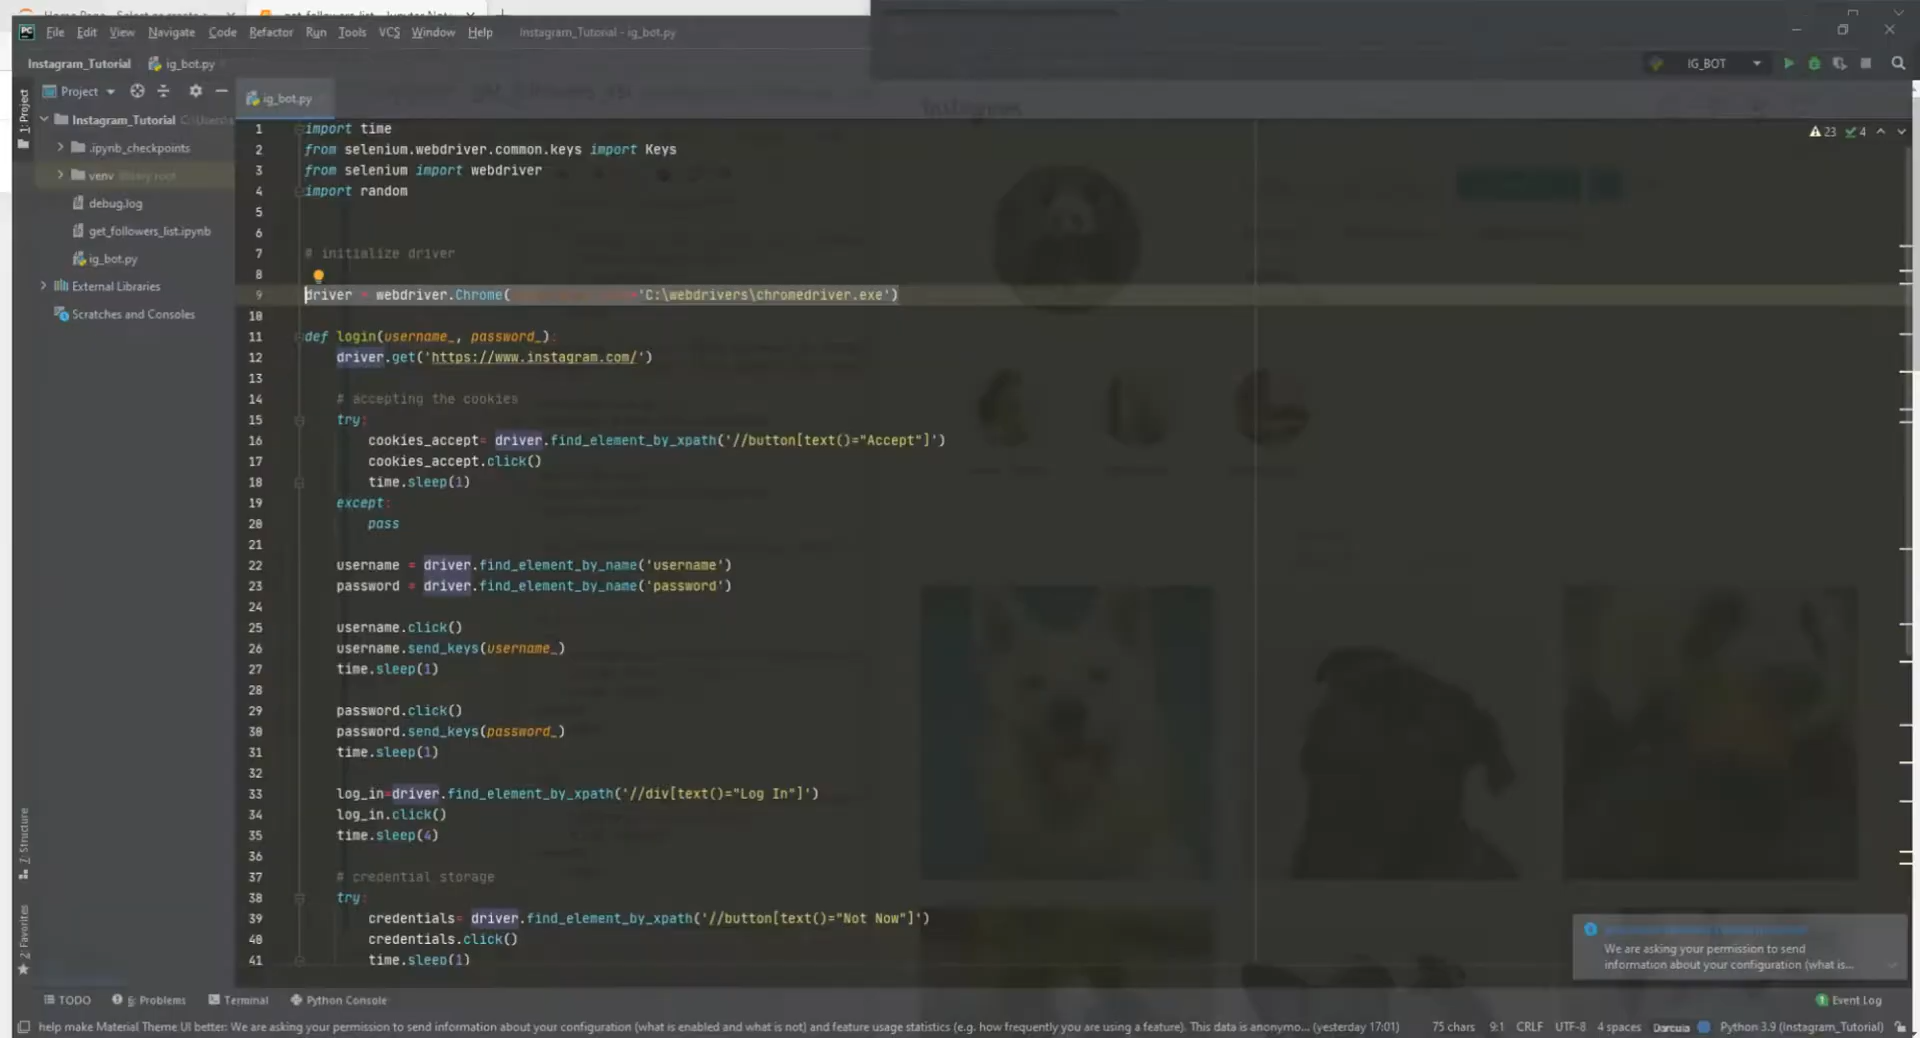 File Edit View Navigate Code Refactor Run Tools VCS Window Help Instagram_Tutorial - ig_bot.py
Instagram_Tutorial ig_bot.py IG_BOT
1: Project
Project
ig_bot.py
Instagram_Tutorial
.ipynb_checkpoints
venv library root
debug.log
get_followers_list.ipynb
ig_bot.py
External Libraries
Scratches and Consoles
23 4
1 import time
2 from selenium.webdriver.common.keys import Keys
3 from selenium import webdriver
4 import random
5
6
7 # initialize driver
8
9 driver = webdriver.Chrome( 'C:\webdrivers\chromedriver.exe')
10
11 def login(username_, password_):
12 driver.get('https://www.instagram.com/')
13
14 # accepting the cookies
15 try:
16 cookies_accept= driver.find_element_by_xpath('//button[text()="Accept"]')
17 cookies_accept.click()
18 time.sleep(1)
19 except:
20 pass
21
22 username = driver.find_element_by_name('username')
23 password = driver.find_element_by_name('password')
24
25 username.click()
26 username.send_keys(username_)
27 time.sleep(1)
28
29 password.click()
30 password.send_keys(password_)
31 time.sleep(1)
32
33 log_in=driver.find_element_by_xpath('//div[text()="Log In"]')
34 log_in.click()
35 time.sleep(4)
36
37 # credential storage
38 try:
39 credentials= driver.find_element_by_xpath('//button[text()="Not Now"]')
40 credentials.click()
41 time.sleep(1)
7: Structure
2: Favorites
We are asking your permission to send
information about your configuration (what is...
TODO 6: Problems Terminal Python Console
1 Event Log
help make Material Theme UI better: We are asking your permission to send information about your configuration (what is enabled and what is not) and feature usage statistics (e.g. how frequently you are using a feature). This data is anonymo... (yesterday 17:01) 75 chars 9:1 CRLF UTF-8 4 spaces Darcula Python 3.9 (Instagram_Tutorial)